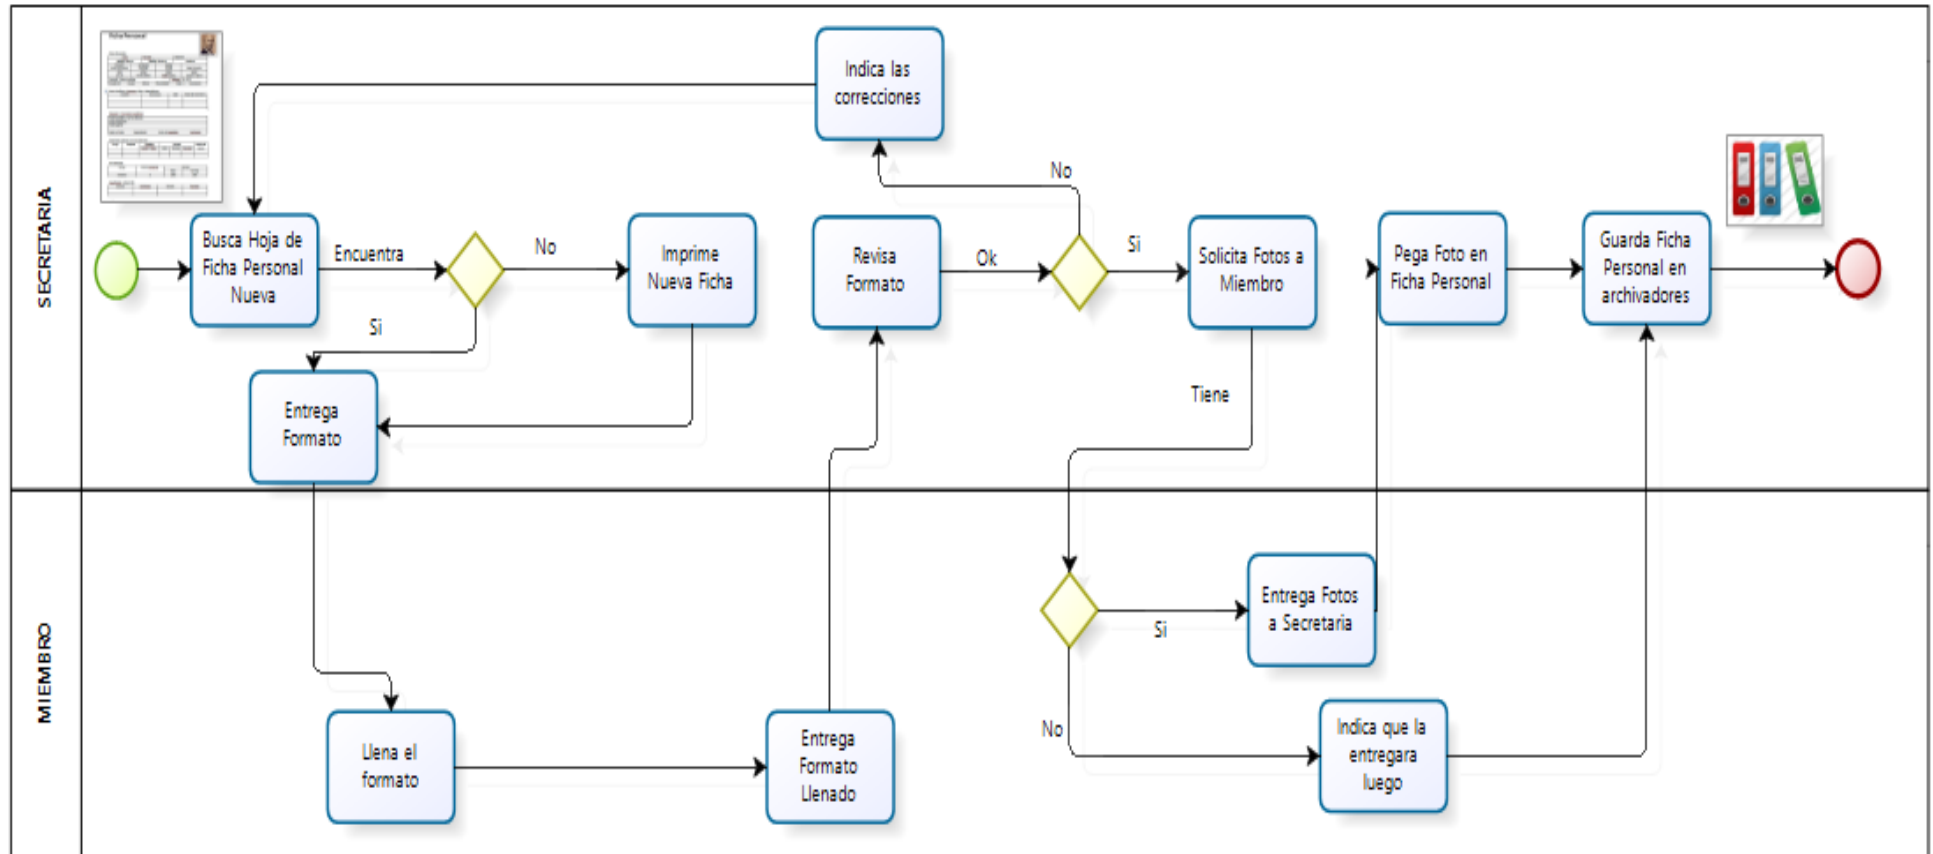 SECRETARIA
Ficha Personal
Busca Hoja de
Ficha Personal
Nueva
Encuentra
No
Si
Imprime
Nueva Ficha
Entrega
Formato
Indica las
correcciones
Revisa
Formato
Ok
No
Si
Solicita Fotos a
Miembro
Tiene
Pega Foto en
Ficha Personal
Guarda Ficha
Personal en
archivadores
MIEMBRO
Llena el
formato
Entrega
Formato
Llenado
Si
No
Entrega Fotos
a Secretaria
Indica que la
entregara
luego